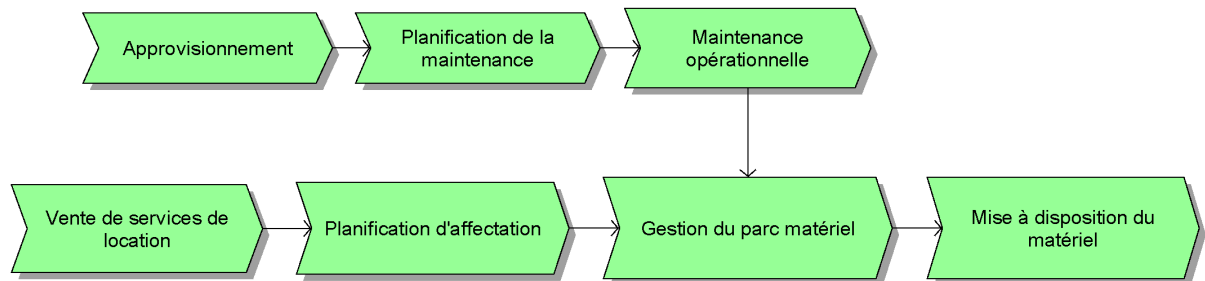 Approvisionnement
Planification de la
maintenance
Maintenance
opérationnelle
Vente de services de
location
Planification d'affectation
Gestion du parc matériel
Mise à disposition du
matériel